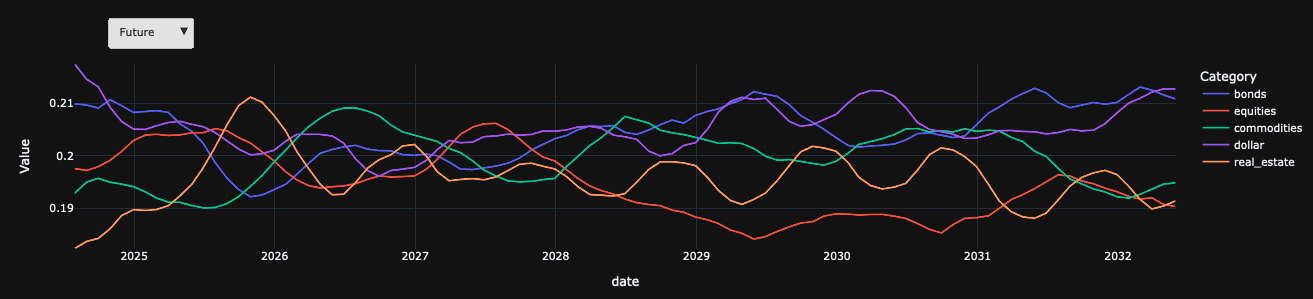 Future ▼
Category
bonds
equities
commodities
dollar
real_estate
Value
0.21
0.2
0.19
2025 2026 2027 2028 2029 2030 2031 2032
date